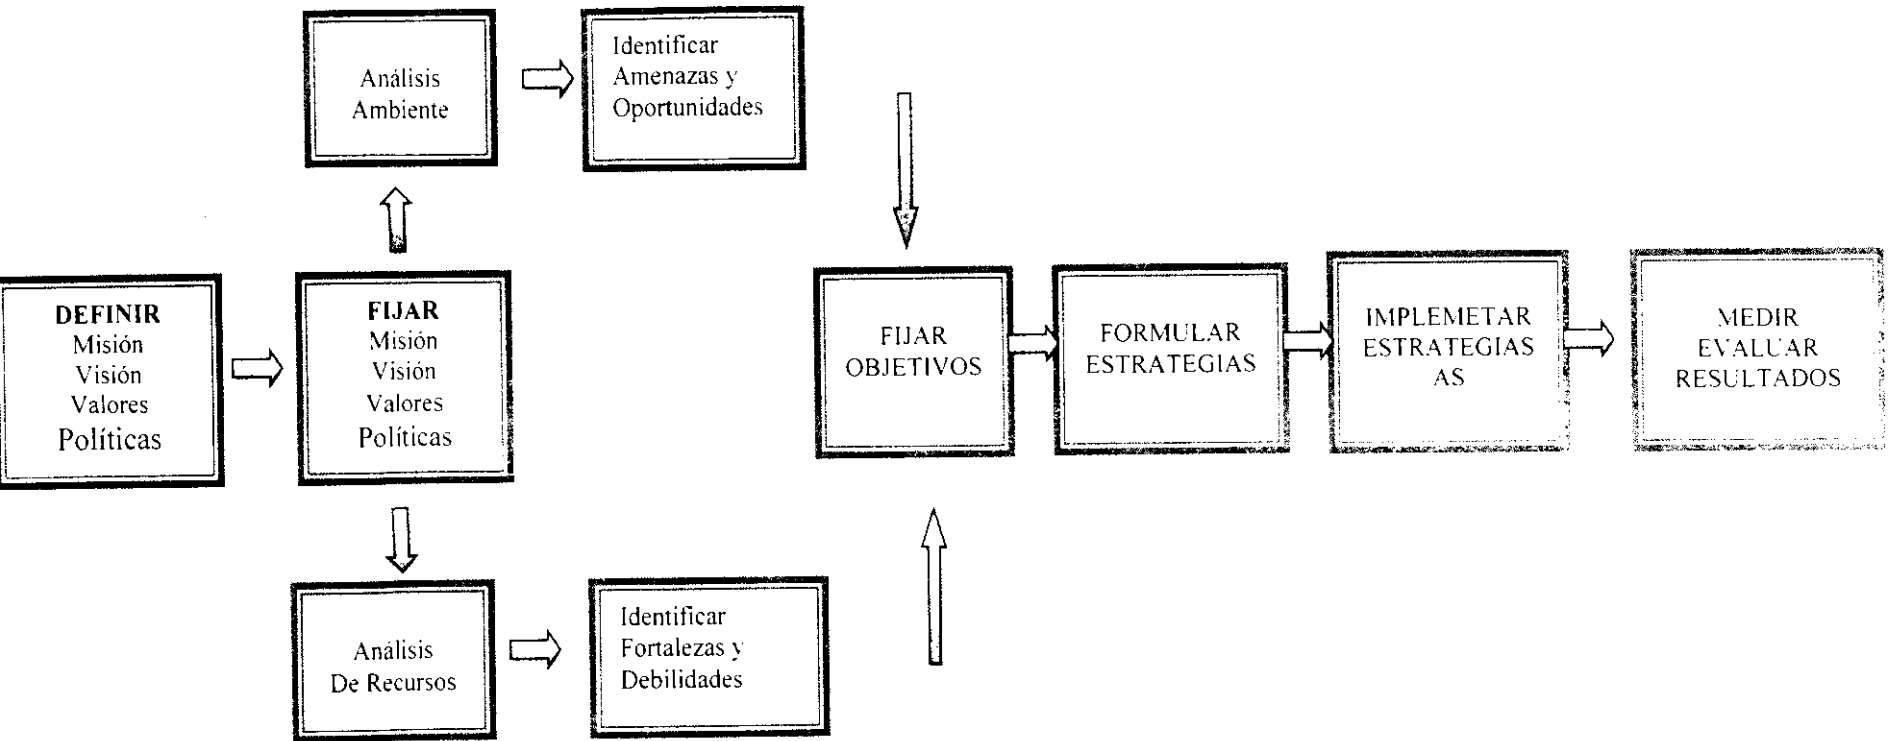 Análisis
Ambiente
Identificar
Amenazas y
Oportunidades
DEFINIR
Misión
Visión
Valores
Políticas
FIJAR
Misión
Visión
Valores
Políticas
FIJAR
OBJETIVOS
FORMULAR
ESTRATEGIAS
IMPLEMETAR
ESTRATEGIAS
AS
MEDIR
EVALUAR
RESULTADOS
Análisis
De Recursos
Identificar
Fortalezas y
Debilidades